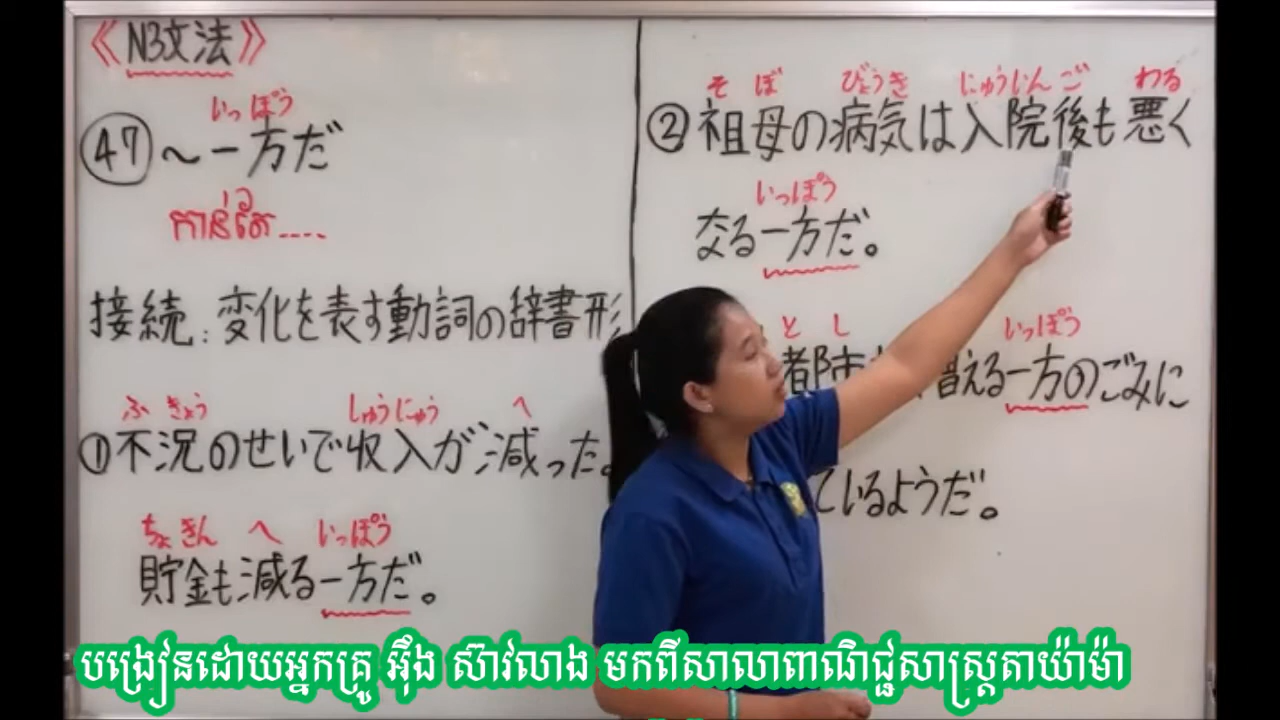 《N3文法》
いっぽう
㊼～一方だ
កាន់តែ....
接続：変化を表す動詞の辞書形
ふきょう しゅうにゅう へ
①不況のせいで収入が減った。
ちょきん へ いっぽう
貯金も減る一方だ。
そぼ びょうき にゅういんご わる
②祖母の病気は入院後も悪く
いっぽう
なる一方だ。
とし いっぽう
都市 増える一方のごみに
ているようだ。
បង្រៀនដោយអ្នកគ្រូ អ៊ឹង ស៊ាវលាង មកពីសាលាពាណិជ្ជសាស្ត្រតាយ៉ាម៉ា